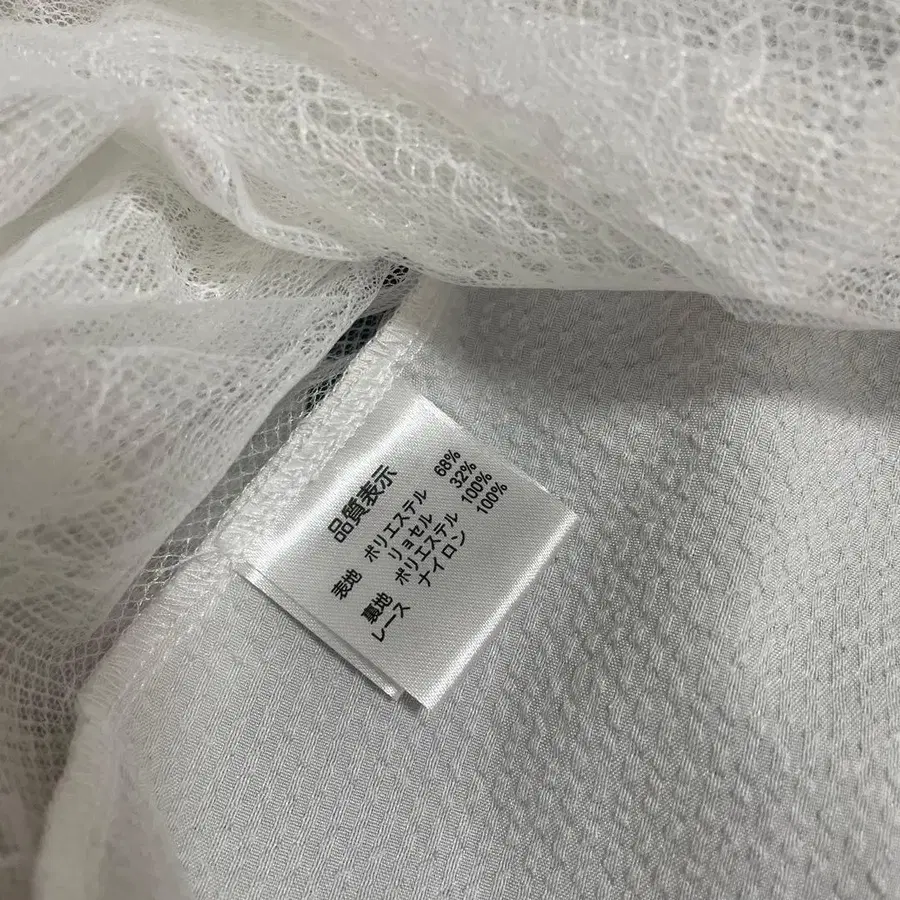 品質表示
表地 ポリエステル 68%
リョセル 32%
裏地 ポリエステル 100%
レース ナイロン 100%